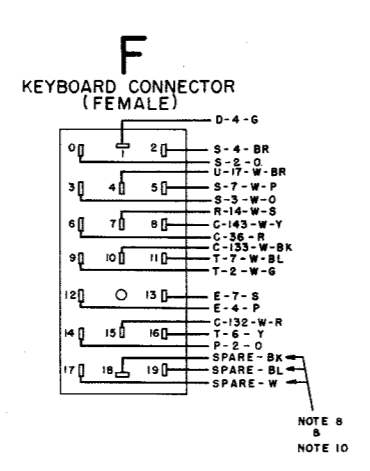 F
KEYBOARD CONNECTOR
(FEMALE)
D-4-G
0 1 2 S-4-BR
S-2-O
U-17-W-BR
3 4 5 S-7-W-P
S-3-W-O
R-14-W-S
6 7 8 C-143-W-Y
C-36-R
C-133-W-BK
9 10 11 T-7-W-BL
T-2-W-G
12 13 E-7-S
E-4-P
C-132-W-R
14 15 16 T-6-Y
P-2-O
SPARE-BK
17 18 19 SPARE-BL
SPARE-W
NOTE 8
&
NOTE 10